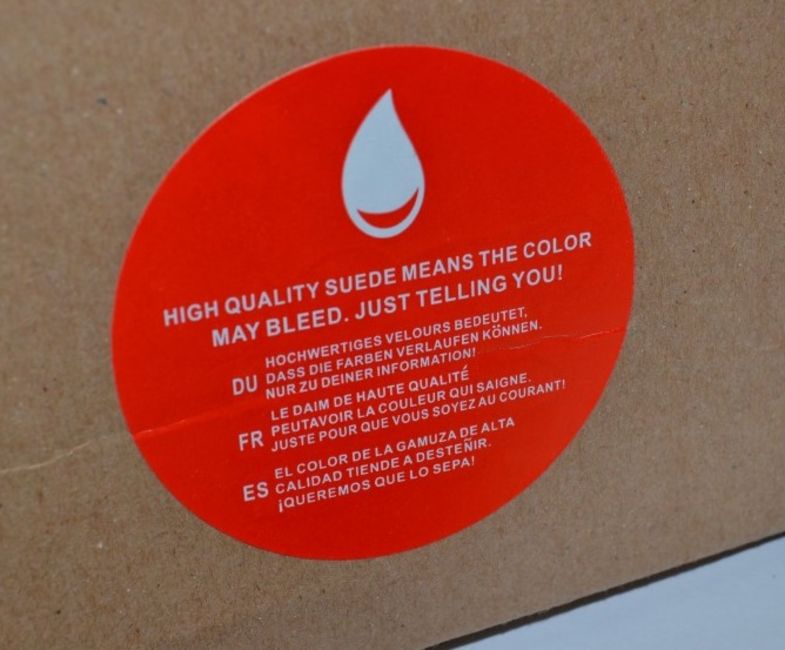 HIGH QUALITY SUEDE MEANS THE COLOR
MAY BLEED. JUST TELLING YOU!
DU HOCHWERTIGES VELOURS BEDEUTET,
DASS DIE FARBEN VERLAUFEN KÖNNEN.
NUR ZU DEINER INFORMATION!
FR LE DAIM DE HAUTE QUALITÉ
PEUTAVOIR LA COULEUR QUI SAIGNE.
JUSTE POUR QUE VOUS SOYEZ AU COURANT!
ES EL COLOR DE LA GAMUZA DE ALTA
CALIDAD TIENDE A DESTEÑIR.
¡QUEREMOS QUE LO SEPA!